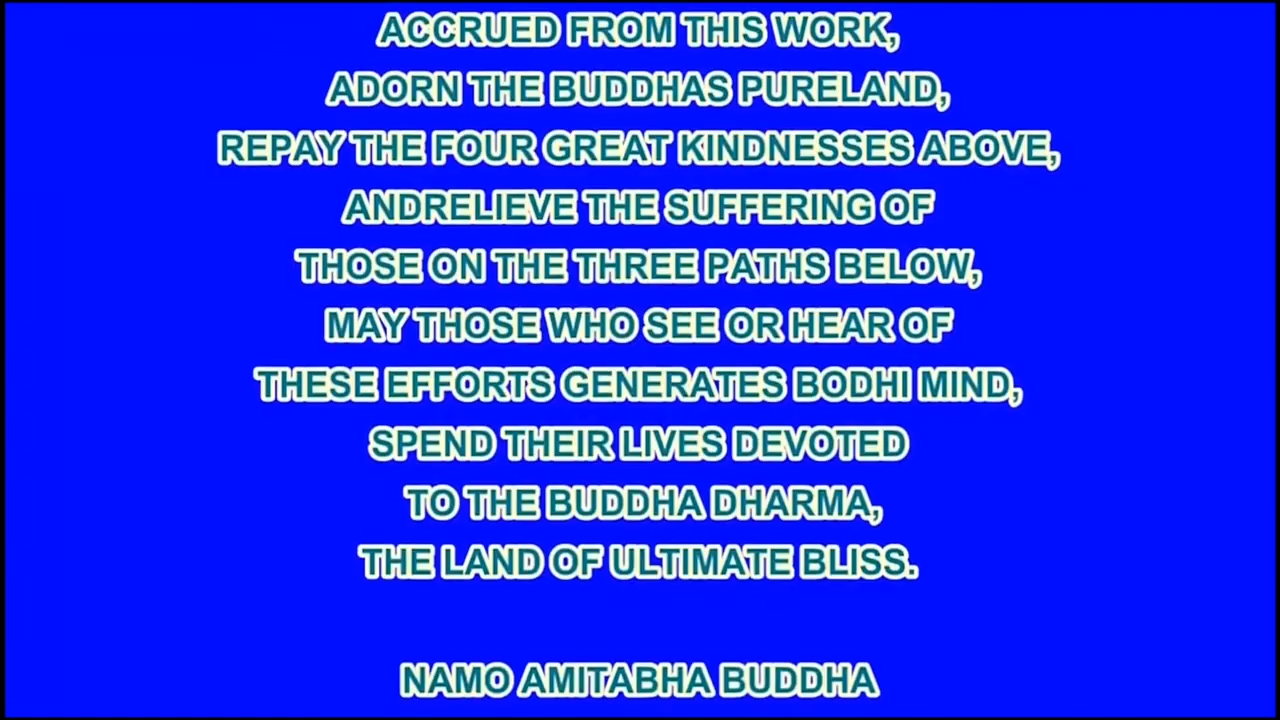 ACCRUED FROM THIS WORK,
ADORN THE BUDDHAS PURELAND,
REPAY THE FOUR GREAT KINDNESSES ABOVE,
ANDRELIEVE THE SUFFERING OF
THOSE ON THE THREE PATHS BELOW,
MAY THOSE WHO SEE OR HEAR OF
THESE EFFORTS GENERATES BODHI MIND,
SPEND THEIR LIVES DEVOTED
TO THE BUDDHA DHARMA,
THE LAND OF ULTIMATE BLISS.
NAMO AMITABHA BUDDHA